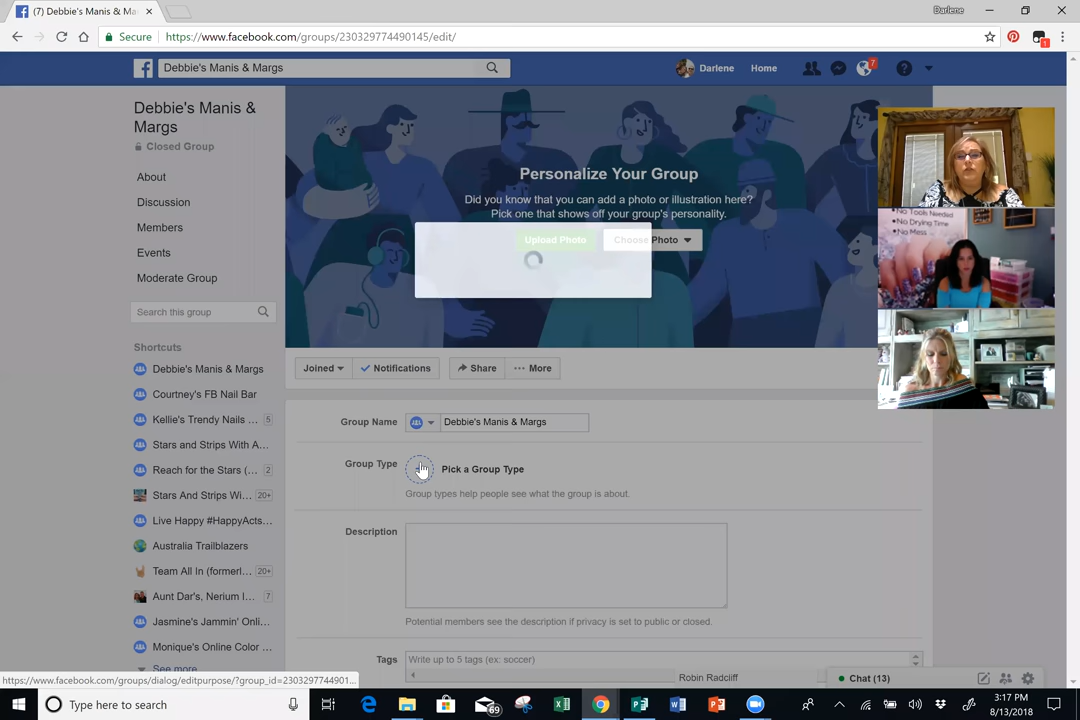 (7) Debbie's Manis & Ma
Darlene
Secure
https://www.facebook.com/groups/230329774490145/edit/
1
Debbie's Manis & Margs
Darlene
Home
7
Debbie's Manis &
Margs
Closed Group
About
Discussion
Members
Events
Moderate Group
Search this group
Shortcuts
Debbie's Manis & Margs
Courtney's FB Nail Bar
Kellie's Trendy Nails ... 5
Stars and Strips With A...
Reach for the Stars (... 2
Stars And Strips Wi... 20+
Live Happy #HappyActs...
Australia Trailblazers
Team All In (formerl... 20+
Aunt Dar's, Nerium I... 7
Jasmine's Jammin' Onli...
Monique's Online Color ...
See more
Personalize Your Group
Did you know that you can add a photo or illustration here?
Pick one that shows off your group's personality.
Upload Photo
Choose Photo
No Tools Needed
No Drying Time
No Mess
Joined
Notifications
Share
More
Group Name
Debbie's Manis & Margs
Group Type
Pick a Group Type
Group types help people see what the group is about.
Description
Potential members see the description if privacy is set to public or closed.
Tags
Write up to 5 tags (ex: soccer)
Robin Radcliff
Chat (13)
https://www.facebook.com/groups/dialog/editpurpose/?group_id=2303297744901...
Type here to search
69
3:17 PM
8/13/2018